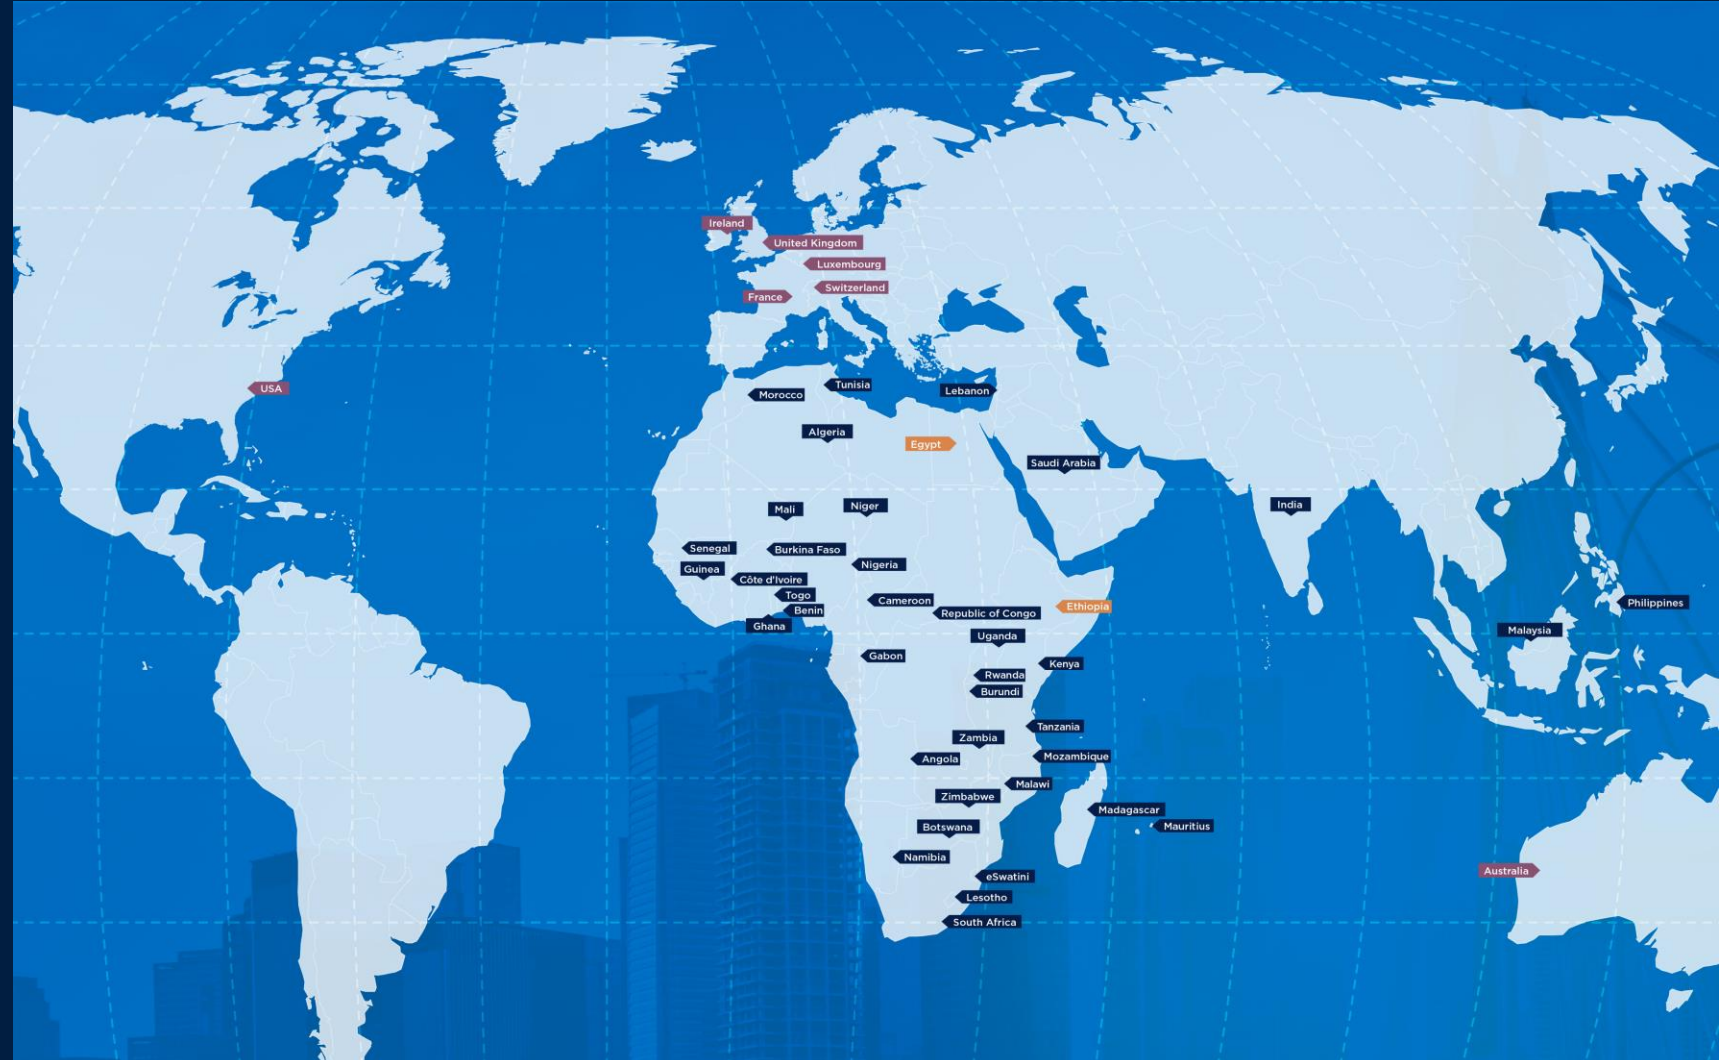 Ireland
United Kingdom
Luxembourg
Switzerland
France
USA
Tunisia
Morocco
Lebanon
Algeria
Egypt
Saudi Arabia
Mali
Niger
India
Senegal
Burkina Faso
Guinea
Nigeria
Côte d'Ivoire
Togo
Cameroon
Benin
Republic of Congo
Ethiopia
Philippines
Ghana
Uganda
Malaysia
Gabon
Kenya
Rwanda
Burundi
Tanzania
Zambia
Angola
Mozambique
Malawi
Zimbabwe
Madagascar
Botswana
Mauritius
Namibia
Australia
eSwatini
Lesotho
South Africa